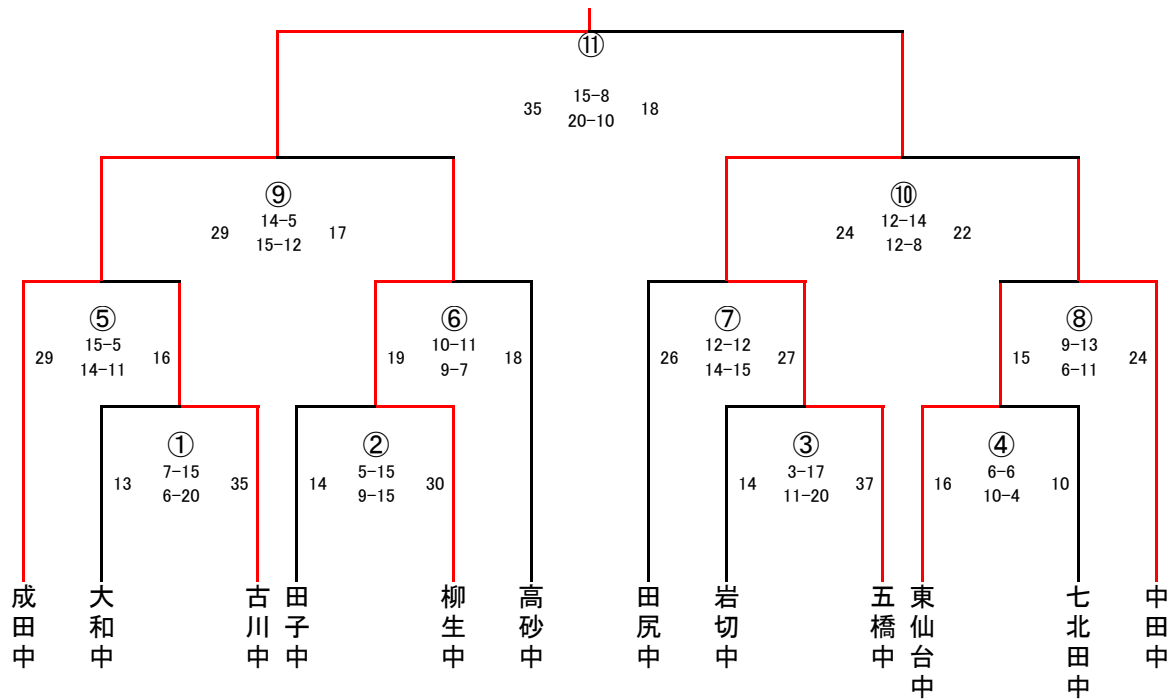 ⑪
35 15-8 18
20-10
⑨
29 14-5 17
15-12
⑩
24 12-14 22
12-8
⑤
29 15-5 16
14-11
⑥
19 10-11 18
9-7
⑦
26 12-12 27
14-15
⑧
15 9-13 24
6-11
①
13 7-15 35
6-20
②
14 5-15 30
9-15
③
14 3-17 37
11-20
④
16 6-6 10
10-4
成田中
大和中
古川中
田子中
柳生中
高砂中
田尻中
岩切中
五橋中
東仙台中
七北田中
中田中